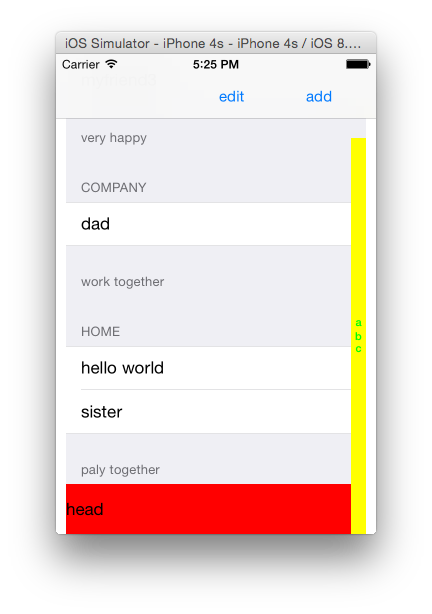 iOS Simulator - iPhone 4s - iPhone 4s / iOS 8....
Carrier 5:25 PM
edit add
very happy
COMPANY
dad
work together
HOME
a
b
c
hello world
sister
paly together
head